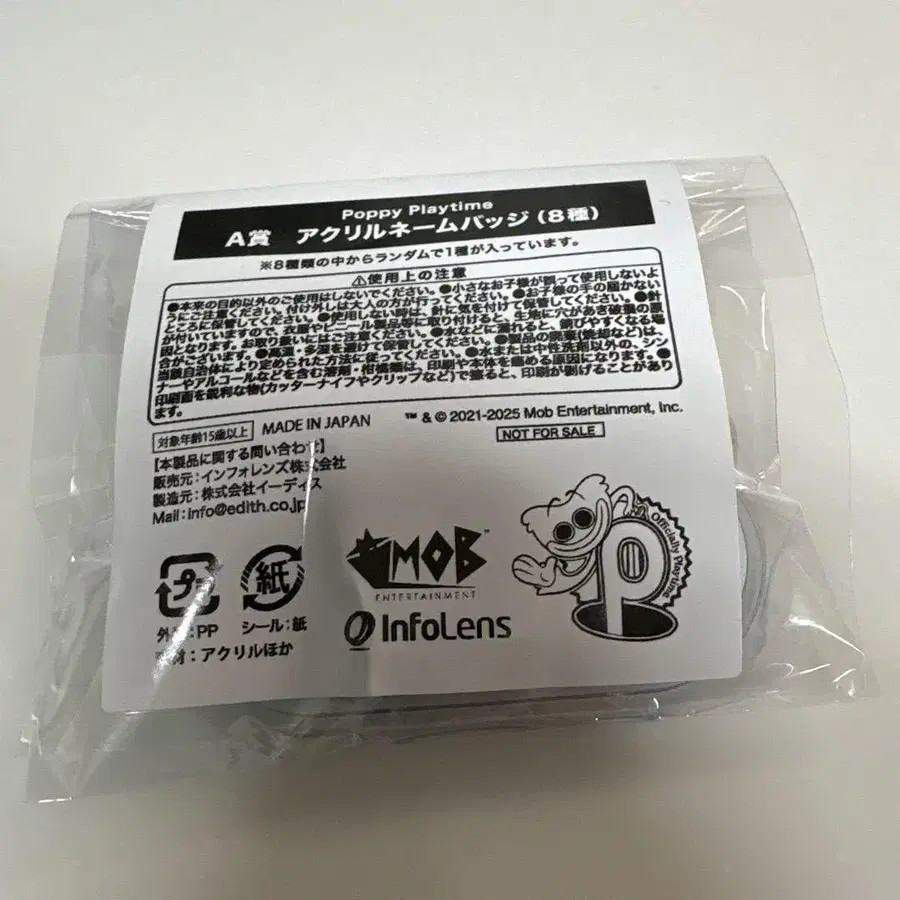 Poppy Playtime
A賞 アクリルネームバッジ(8種)
※8種類の中からランダムで1種が入っています。
⚠使用上の注意
●本来の目的以外のご使用はしないでください。●小さなお子様が誤って使用しないよ
うにご注意ください。付け外しは大人の方が行ってください。●お子様の手の届かない
ところに保管してください。●使用しない時は、針に気を付けて保管してください。●針
が付いていますので、衣服やビニール製品等に取り付けると、生地に穴があき破損の原
因となります。お取り扱いにはご注意ください。●水などに濡れると、錆びやすくなる場
合がございます。●高温・多湿を避けて保管してください。●製品の廃棄(修理など)は、
当該自治体により定められた方法に従ってください。●水または中性洗剤以外の、シン
ナーやアルコールなどを含む溶剤・柑橘類は、印刷や本体を傷める原因になります。●
印刷面を鋭利な物(カッターナイフやクリップなど)で擦ると、印刷が剥げることがあり
ます。
対象年齢15歳以上 MADE IN JAPAN
™ & © 2021-2025 Mob Entertainment, Inc.
NOT FOR SALE
【本製品に関する問い合わせ】
販売元:インフォレンズ株式会社
製造元:株式会社イーディス
Mail:info@edith.co.jp
プラ
紙
外装:PP シール:紙
材:アクリルほか
MOB™
ENTERTAINMENT
InfoLens
Officially Playtime
P